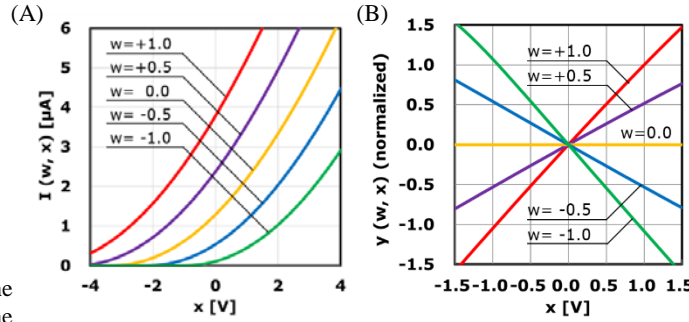 (A)
I (w, x) [μA]
6
5
4
3
2
1
0
w=+1.0
w=+0.5
w= 0.0
w= -0.5
w= -1.0
-4 -2 0 2 4
x [V]
(B)
y (w, x) (normalized)
1.5
1.0
0.5
0.0
-0.5
-1.0
-1.5
w=+1.0
w=+0.5
w=0.0
w= -0.5
w= -1.0
-1.5 -1.0 -0.5 0.0 0.5 1.0 1.5
x [V]
ne
ne